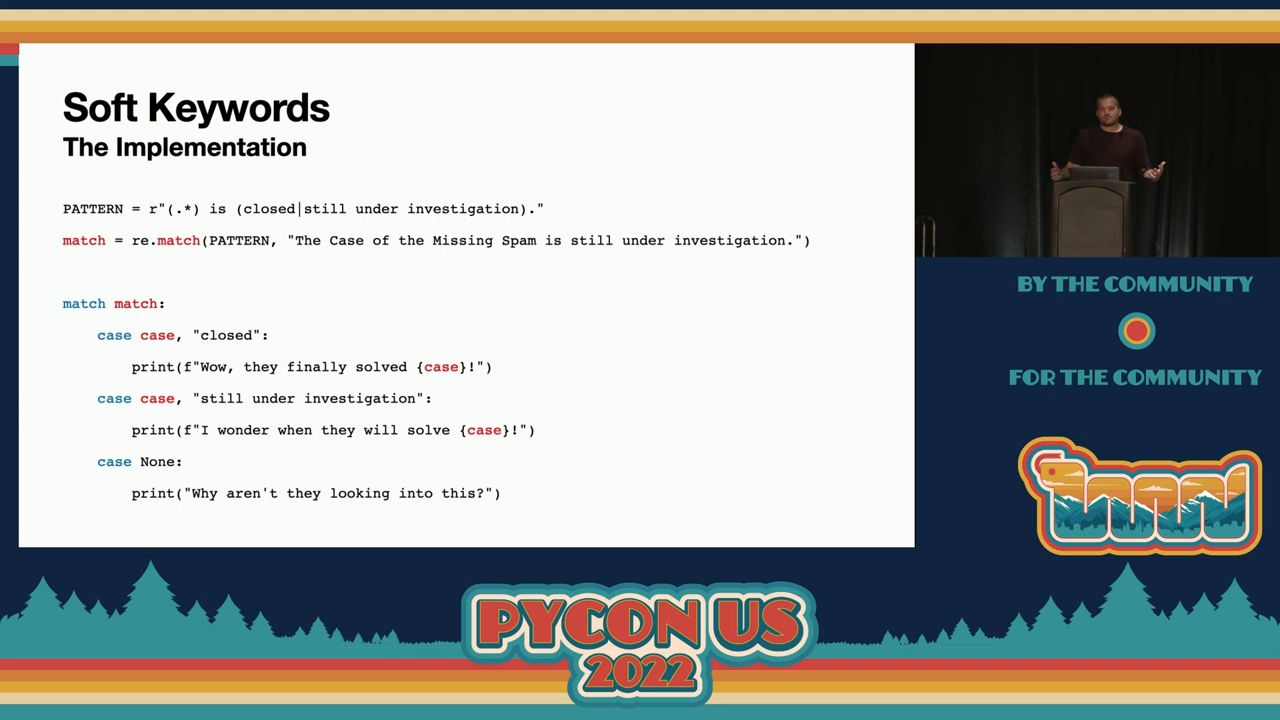 Soft Keywords
The Implementation
PATTERN = r"(.*) is (closed|still under investigation)."
match = re.match(PATTERN, "The Case of the Missing Spam is still under investigation.")
match match:
    case case, "closed":
        print(f"Wow, they finally solved {case}!")
    case case, "still under investigation":
        print(f"I wonder when they will solve {case}!")
    case None:
        print("Why aren't they looking into this?")
BY THE COMMUNITY
FOR THE COMMUNITY
PYCON US
2022